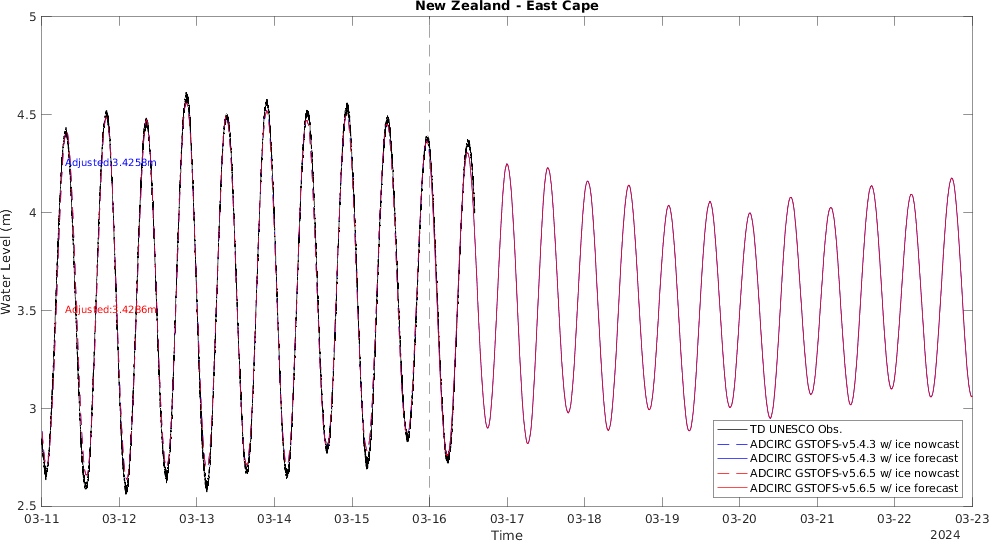 New Zealand - East Cape
5
4.5
4
3.5
3
2.5
Water Level (m)
Adjusted:3.4258m
Adjusted:3.4286m
TD UNESCO Obs.
ADCIRC GSTOFS-v5.4.3 w/ ice nowcast
ADCIRC GSTOFS-v5.4.3 w/ ice forecast
ADCIRC GSTOFS-v5.6.5 w/ ice nowcast
ADCIRC GSTOFS-v5.6.5 w/ ice forecast
03-11 03-12 03-13 03-14 03-15 03-16 03-17 03-18 03-19 03-20 03-21 03-22 03-23
Time
2024